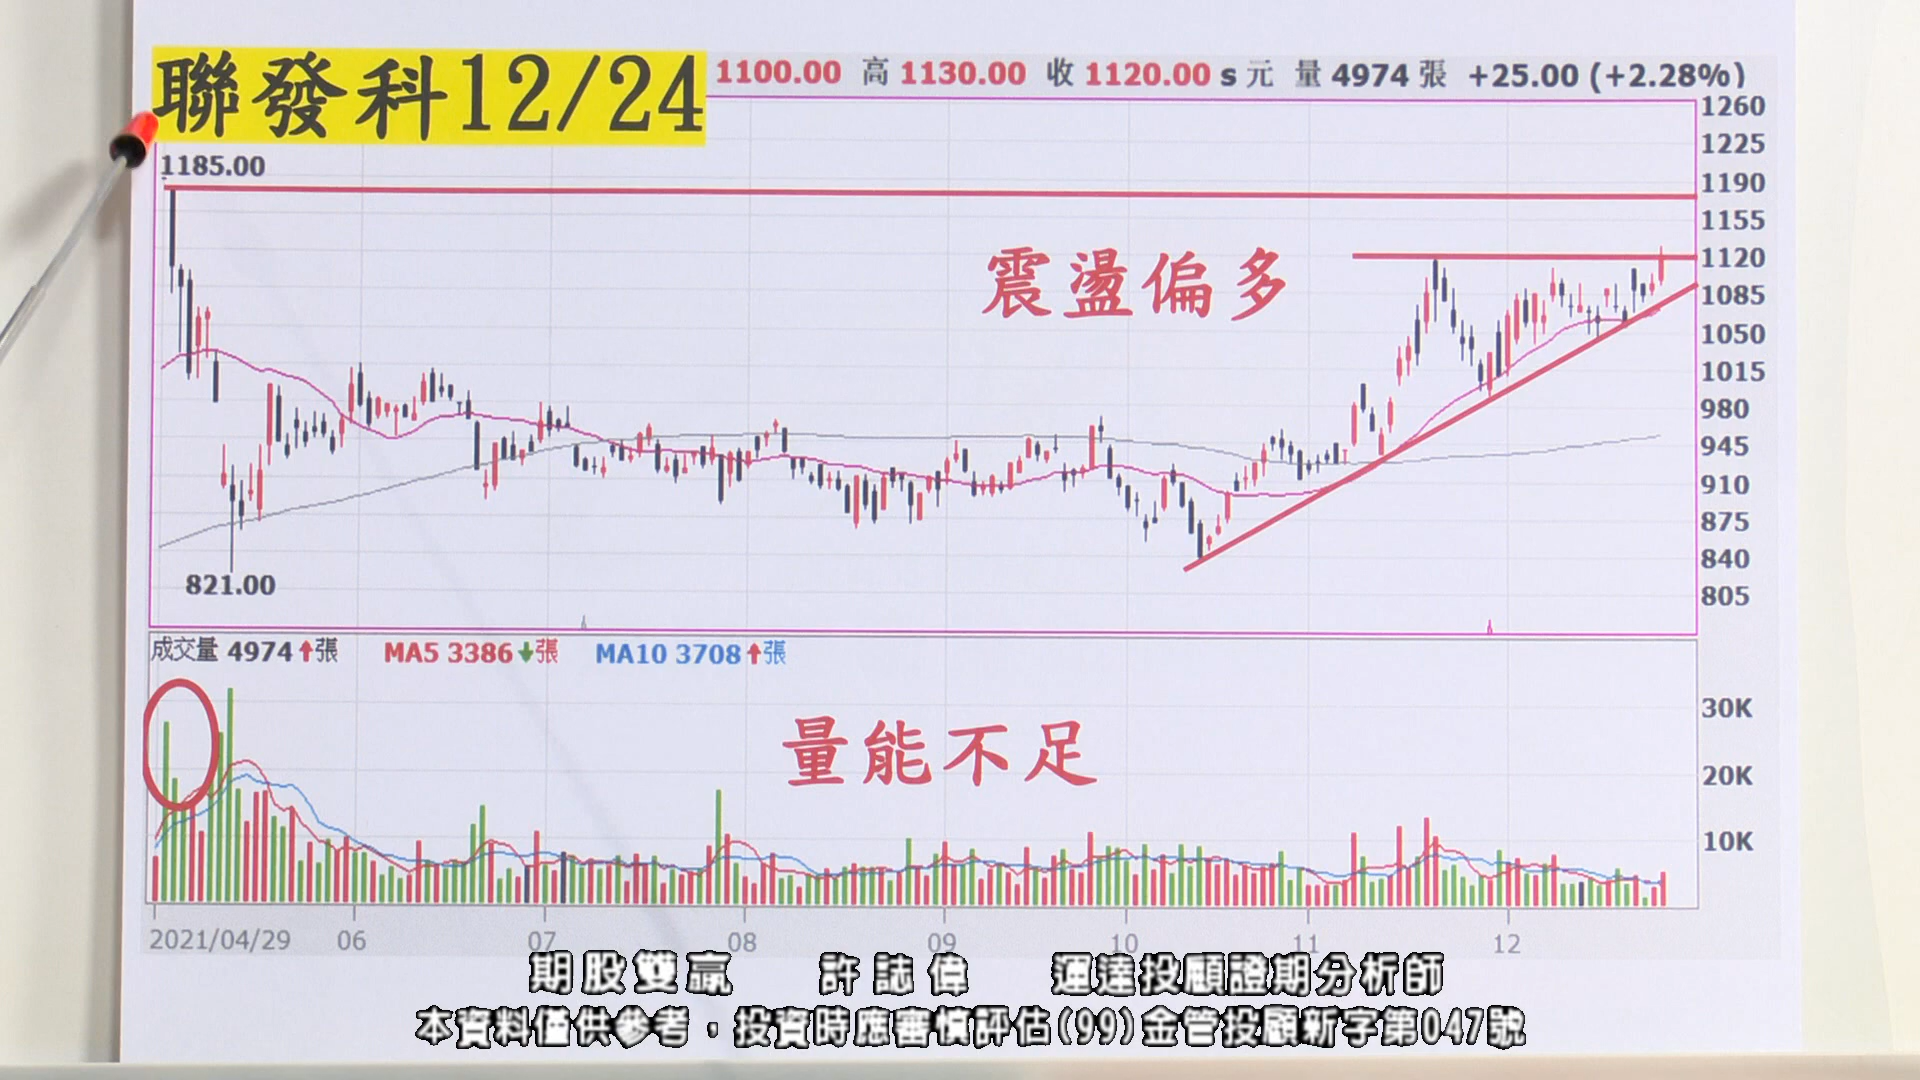 聯發科12/24
1100.00 高 1130.00 收 1120.00 s 元 量 4974 張 +25.00 (+2.28%)
1260
1225
1185.00
1190
1155
震盪偏多
1120
1085
1050
1015
980
945
910
875
840
821.00
805
成交量 4974↑張 MA5 3386↓張 MA10 3708↑張
30K
量能不足
20K
10K
2021/04/29 06 07 08 09 10 11 12
期股雙贏 許誌偉 運達投顧證期分析師
本資料僅供參考，投資時應審慎評估(99)金管投顧新字第047號